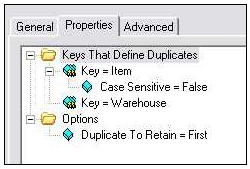 General Properties Advanced
Keys That Define Duplicates
Key = Item
Case Sensitive = False
Key = Warehouse
Options
Duplicate To Retain = First